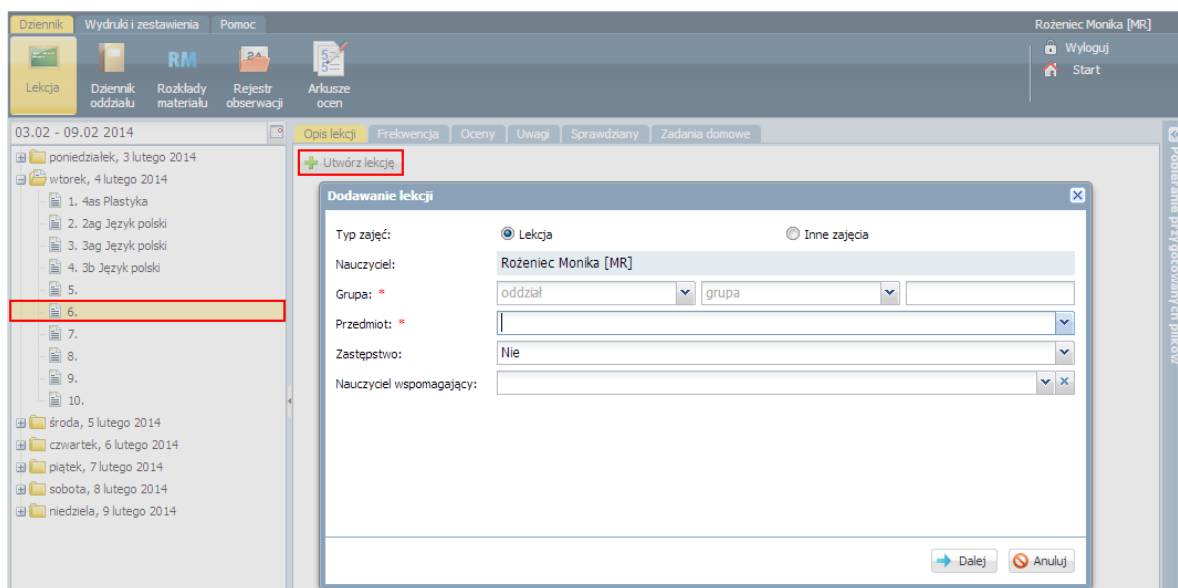 Dziennik Wydruki i zestawienia Pomoc Rożeniec Monika [MR]
Lekcja
Dziennik oddziału
RM
Rozkłady materiału
Rejestr obserwacji
Arkusze ocen
Wyloguj
Start
03.02 - 09.02 2014
poniedziałek, 3 lutego 2014
wtorek, 4 lutego 2014
1. 4as Plastyka
2. 2ag Język polski
3. 3ag Język polski
4. 3b Język polski
5.
6.
7.
8.
9.
10.
środa, 5 lutego 2014
czwartek, 6 lutego 2014
piątek, 7 lutego 2014
sobota, 8 lutego 2014
niedziela, 9 lutego 2014
Opis lekcji Frekwencja Oceny Uwagi Sprawdziany Zadania domowe
Utwórz lekcję
Dodawanie lekcji
Typ zajęć: Lekcja Inne zajęcia
Nauczyciel: Rożeniec Monika [MR]
Grupa: * oddział grupa
Przedmiot: *
Zastępstwo: Nie
Nauczyciel wspomagający:
Dalej Anuluj
Pobieranie przygotowanych plików